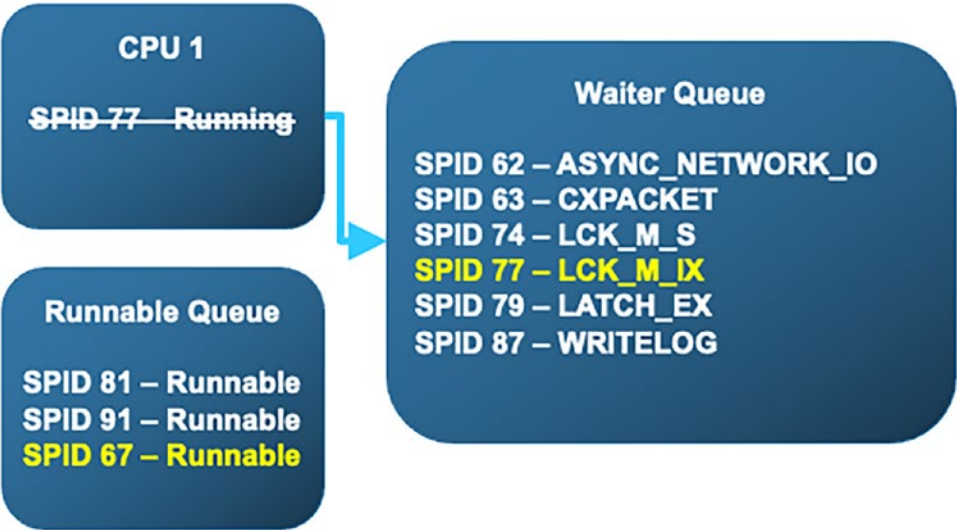 CPU 1
SPID 77 – Running
Runnable Queue
SPID 81 – Runnable
SPID 91 – Runnable
SPID 67 – Runnable
Waiter Queue
SPID 62 – ASYNC_NETWORK_IO
SPID 63 – CXPACKET
SPID 74 – LCK_M_S
SPID 77 – LCK_M_IX
SPID 79 – LATCH_EX
SPID 87 – WRITELOG